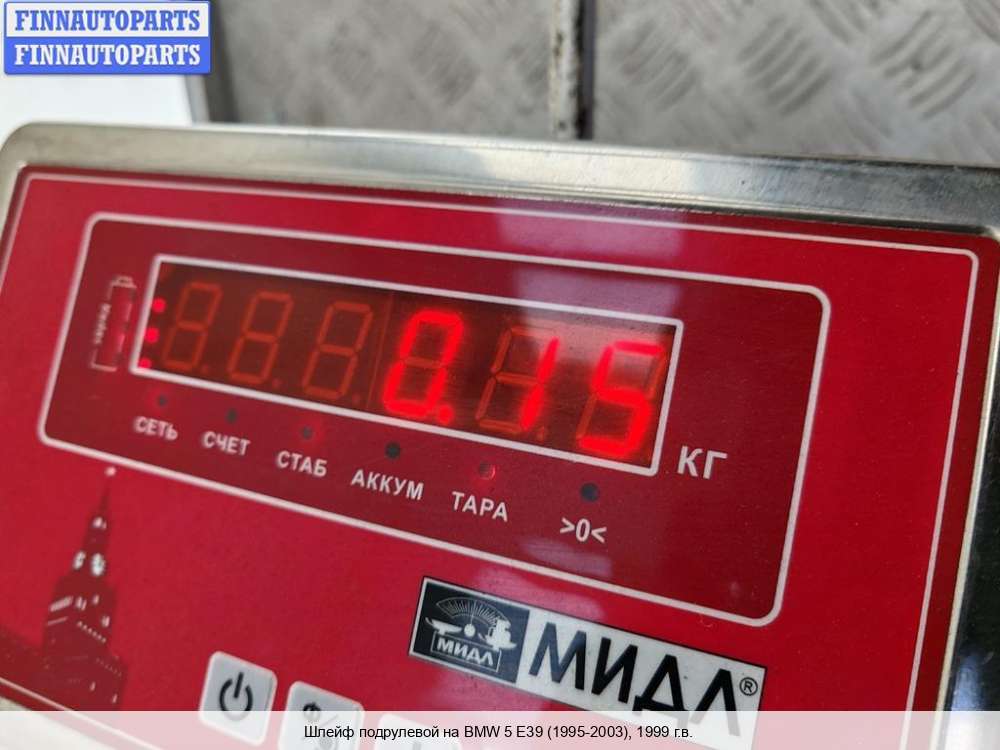 FINNAUTOPARTS
FINNAUTOPARTS
0.15
КГ
СЕТЬ СЧЕТ СТАБ АККУМ ТАРА >0<
МИДЛ МИДЛ®
Шлейф подрулевой на BMW 5 E39 (1995-2003), 1999 г.в.